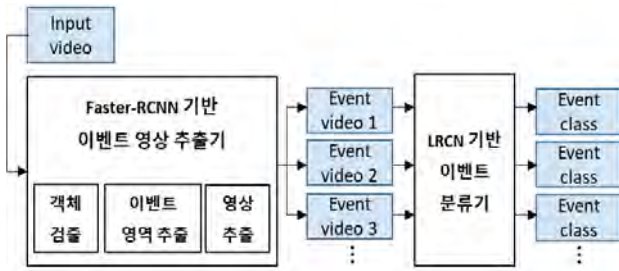 Input
video
Faster-RCNN 기반
이벤트 영상 추출기
객체
검출
이벤트
영역 추출
영상
추출
Event
video 1
Event
video 2
Event
video 3
⋮
LRCN 기반
이벤트
분류기
Event
class
Event
class
Event
class
⋮